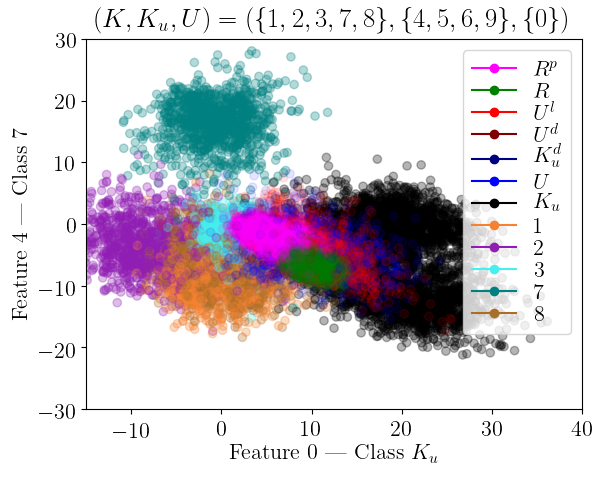 (K, K_u, U) = ({1, 2, 3, 7, 8}, {4, 5, 6, 9}, {0})
30
20
10
0
−10
−20
−30
Feature 4 — Class 7
−10
0
10
20
30
40
Feature 0 — Class K_u
R^p
R
U^l
U^d
K_u^d
U
K_u
1
2
3
7
8